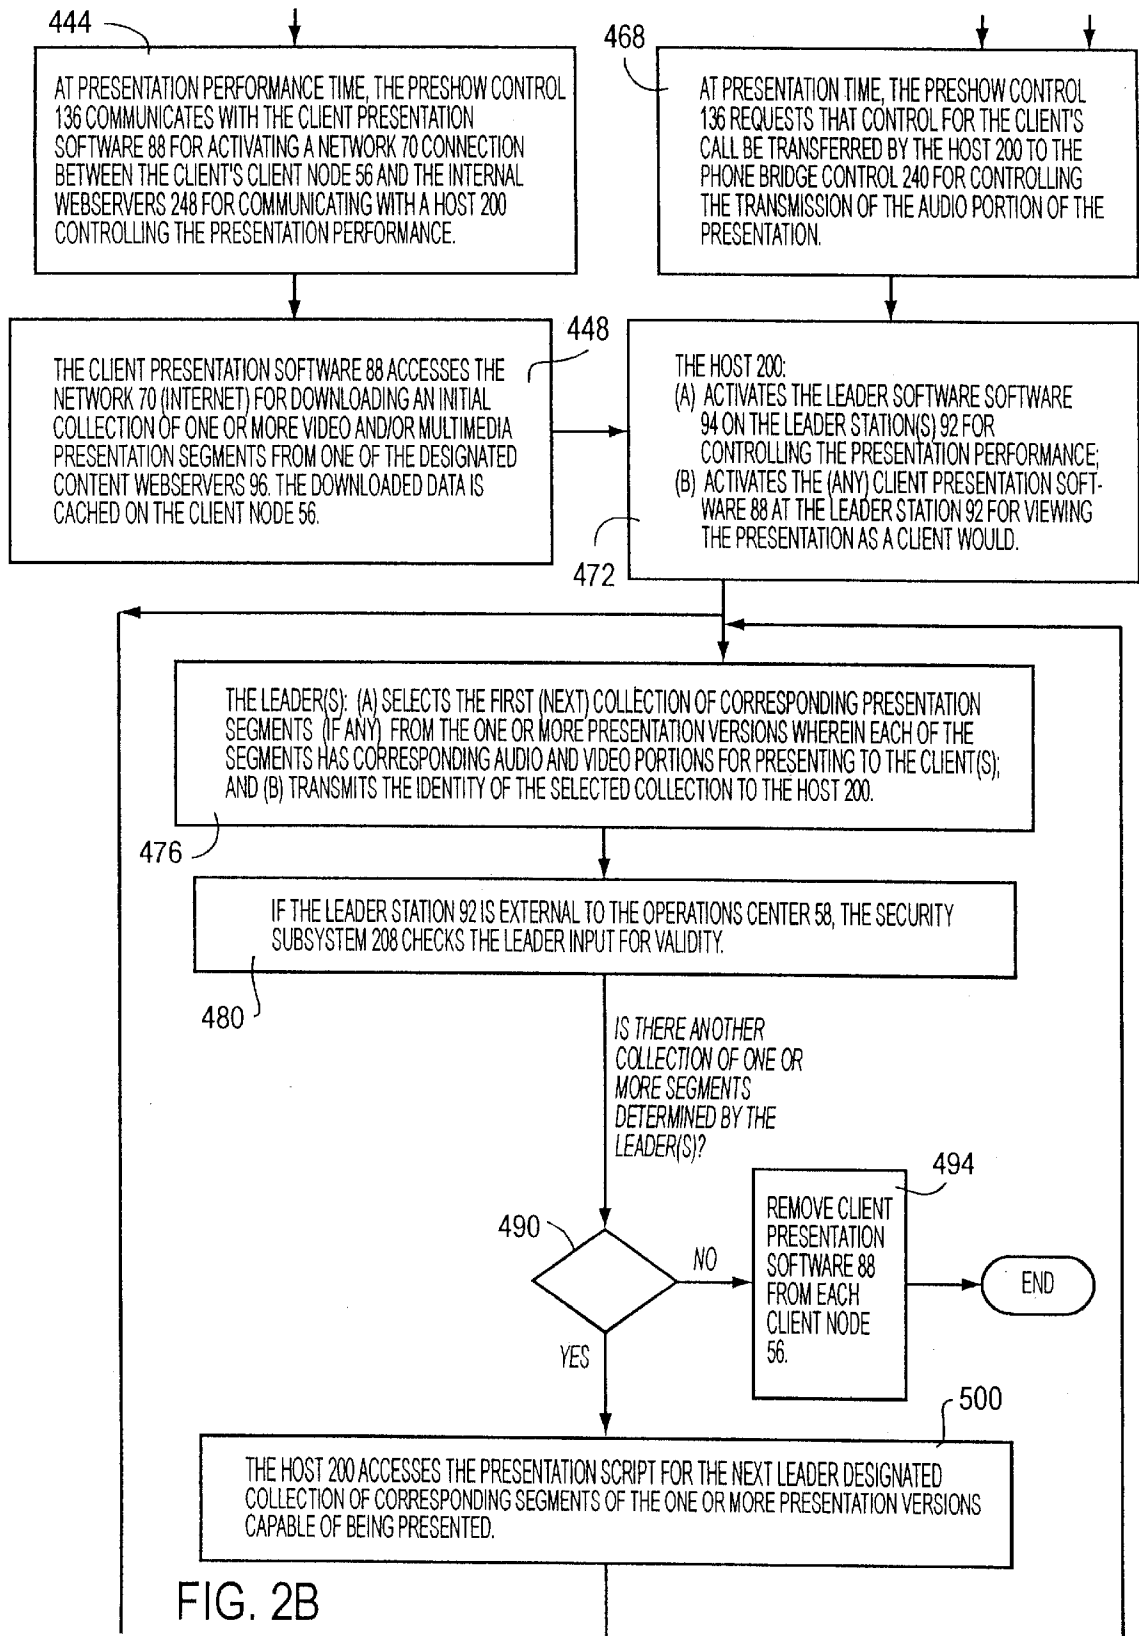 444
AT PRESENTATION PERFORMANCE TIME, THE PRESHOW CONTROL
136 COMMUNICATES WITH THE CLIENT PRESENTATION
SOFTWARE 88 FOR ACTIVATING A NETWORK 70 CONNECTION
BETWEEN THE CLIENT'S CLIENT NODE 56 AND THE INTERNAL
WEBSERVERS 248 FOR COMMUNICATING WITH A HOST 200
CONTROLLING THE PRESENTATION PERFORMANCE.
468
AT PRESENTATION TIME, THE PRESHOW CONTROL
136 REQUESTS THAT CONTROL FOR THE CLIENT'S
CALL BE TRANSFERRED BY THE HOST 200 TO THE
PHONE BRIDGE CONTROL 240 FOR CONTROLLING
THE TRANSMISSION OF THE AUDIO PORTION OF THE
PRESENTATION.
448
THE CLIENT PRESENTATION SOFTWARE 88 ACCESSES THE
NETWORK 70 (INTERNET) FOR DOWNLOADING AN INITIAL
COLLECTION OF ONE OR MORE VIDEO AND/OR MULTIMEDIA
PRESENTATION SEGMENTS FROM ONE OF THE DESIGNATED
CONTENT WEBSERVERS 96. THE DOWNLOADED DATA IS
CACHED ON THE CLIENT NODE 56.
THE HOST 200:
(A) ACTIVATES THE LEADER SOFTWARE SOFTWARE
94 ON THE LEADER STATION(S) 92 FOR
CONTROLLING THE PRESENTATION PERFORMANCE;
(B) ACTIVATES THE (ANY) CLIENT PRESENTATION SOFT-
WARE 88 AT THE LEADER STATION 92 FOR VIEWING
THE PRESENTATION AS A CLIENT WOULD.
472
THE LEADER(S): (A) SELECTS THE FIRST (NEXT) COLLECTION OF CORRESPONDING PRESENTATION
SEGMENTS (IF ANY) FROM THE ONE OR MORE PRESENTATION VERSIONS WHEREIN EACH OF THE
SEGMENTS HAS CORRESPONDING AUDIO AND VIDEO PORTIONS FOR PRESENTING TO THE CLIENT(S);
AND (B) TRANSMITS THE IDENTITY OF THE SELECTED COLLECTION TO THE HOST 200.
476
IF THE LEADER STATION 92 IS EXTERNAL TO THE OPERATIONS CENTER 58, THE SECURITY
SUBSYSTEM 208 CHECKS THE LEADER INPUT FOR VALIDITY.
480
IS THERE ANOTHER
COLLECTION OF ONE OR
MORE SEGMENTS
DETERMINED BY THE
LEADER(S)?
490
NO
YES
494
REMOVE CLIENT
PRESENTATION
SOFTWARE 88
FROM EACH
CLIENT NODE
56.
END
500
THE HOST 200 ACCESSES THE PRESENTATION SCRIPT FOR THE NEXT LEADER DESIGNATED
COLLECTION OF CORRESPONDING SEGMENTS OF THE ONE OR MORE PRESENTATION VERSIONS
CAPABLE OF BEING PRESENTED.
FIG. 2B